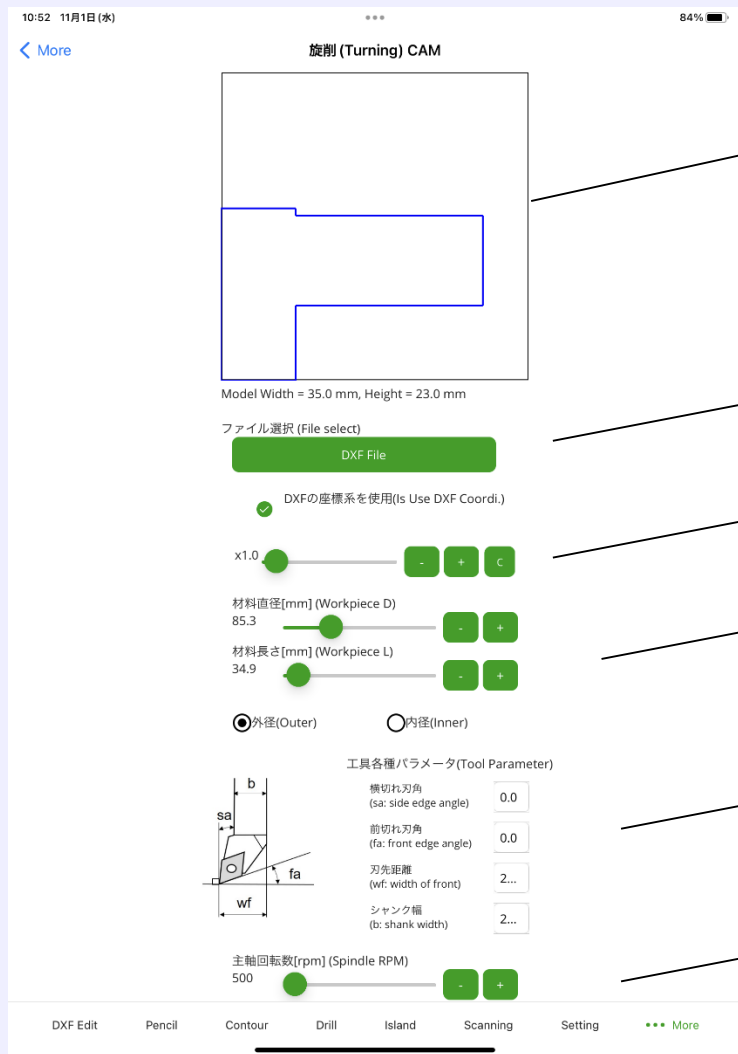 10:52 11月1日(水)
84%
More
旋削 (Turning) CAM
Model Width = 35.0 mm, Height = 23.0 mm
ファイル選択 (File select)
DXF File
DXFの座標系を使用(Is Use DXF Coordi.)
x1.0
-
+
C
材料直径[mm] (Workpiece D)
85.3
-
+
材料長さ[mm] (Workpiece L)
34.9
-
+
外径(Outer)
内径(Inner)
工具各種パラメータ(Tool Parameter)
b
sa
fa
wf
横切れ刃角
(sa: side edge angle)
0.0
前切れ刃角
(fa: front edge angle)
0.0
刃先距離
(wf: width of front)
2...
シャンク幅
(b: shank width)
2...
主軸回転数[rpm] (Spindle RPM)
500
-
+
DXF Edit
Pencil
Contour
Drill
Island
Scanning
Setting
More